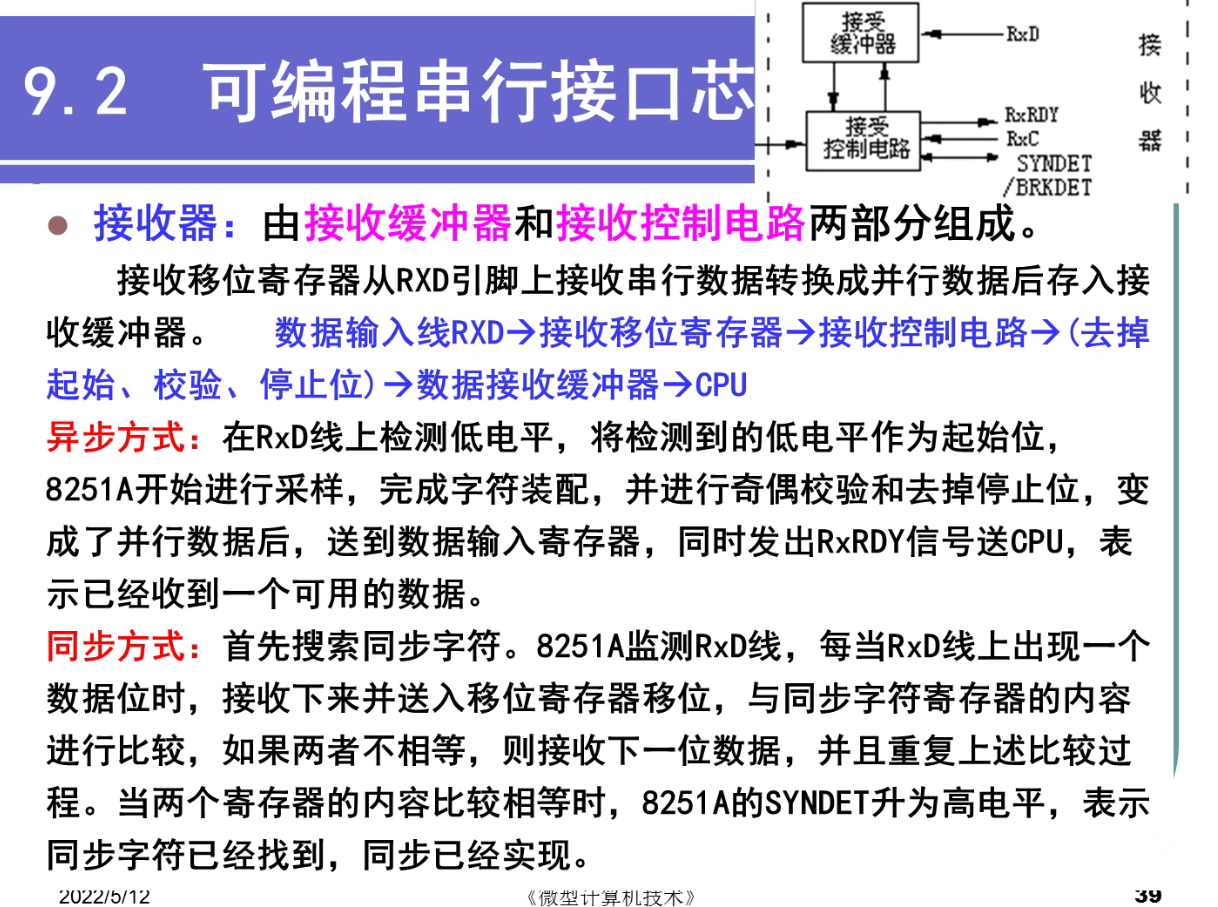 9.2 可编程串行接口芯
接受
缓冲器
RxD
接
收
器
接受
控制电路
RxRDY
RxC
SYNDET
/BRKDET
● 接收器：由接收缓冲器和接收控制电路两部分组成。
接收移位寄存器从RXD引脚上接收串行数据转换成并行数据后存入接
收缓冲器。 数据输入线RXD→接收移位寄存器→接收控制电路→(去掉
起始、校验、停止位)→数据接收缓冲器→CPU
异步方式：在RxD线上检测低电平，将检测到的低电平作为起始位，
8251A开始进行采样，完成字符装配，并进行奇偶校验和去掉停止位，变
成了并行数据后，送到数据输入寄存器，同时发出RxRDY信号送CPU，表
示已经收到一个可用的数据。
同步方式：首先搜索同步字符。8251A监测RxD线，每当RxD线上出现一个
数据位时，接收下来并送入移位寄存器移位，与同步字符寄存器的内容
进行比较，如果两者不相等，则接收下一位数据，并且重复上述比较过
程。当两个寄存器的内容比较相等时，8251A的SYNDET升为高电平，表示
同步字符已经找到，同步已经实现。
2022/5/12 《微型计算机技术》 39